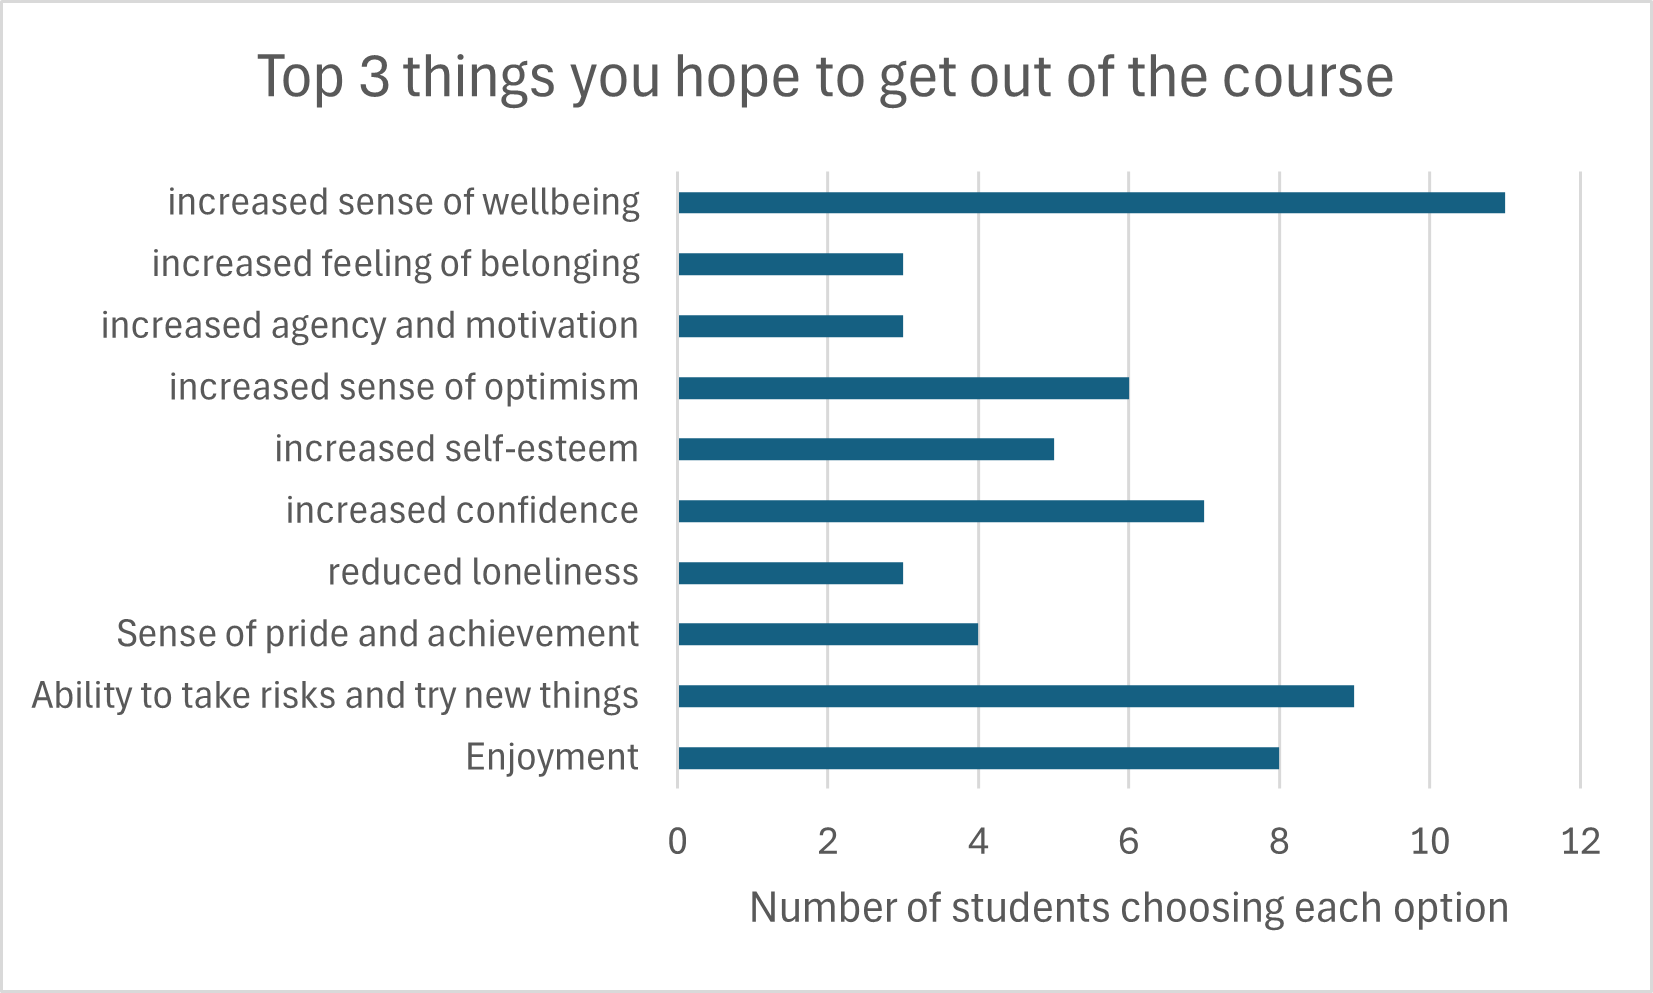 Top 3 things you hope to get out of the course
increased sense of wellbeing
increased feeling of belonging
increased agency and motivation
increased sense of optimism
increased self-esteem
increased confidence
reduced loneliness
Sense of pride and achievement
Ability to take risks and try new things
Enjoyment
0 2 4 6 8 10 12
Number of students choosing each option